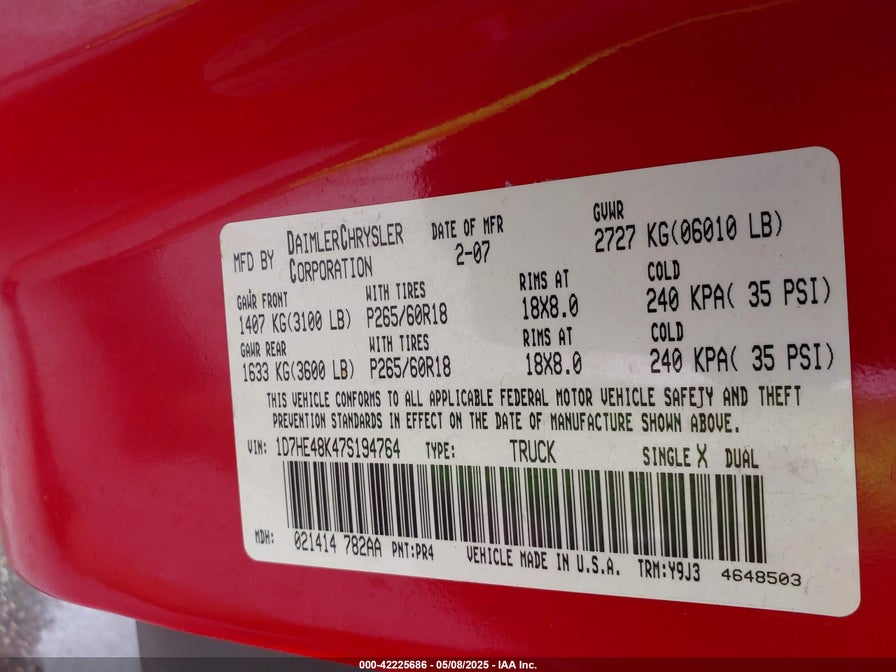 MFD BY DAIMLERCHRYSLER CORPORATION
DATE OF MFR
2-07
GVWR
2727 KG(06010 LB)
GAWR FRONT WITH TIRES RIMS AT COLD
1407 KG(3100 LB) P265/60R18 18X8.0 240 KPA( 35 PSI)
GAWR REAR WITH TIRES RIMS AT COLD
1633 KG(3600 LB) P265/60R18 18X8.0 240 KPA( 35 PSI)
THIS VEHICLE CONFORMS TO ALL APPLICABLE FEDERAL MOTOR VEHICLE SAFETY AND THEFT
PREVENTION STANDARDS IN EFFECT ON THE DATE OF MANUFACTURE SHOWN ABOVE.
VIN: 1D7HE48K47S194764 TYPE: TRUCK SINGLE X DUAL
MDH: 021414 782AA PNT:PR4 VEHICLE MADE IN U.S.A. TRM:Y9J3 4648503
000-42225686 - 05/08/2025 - IAA Inc.